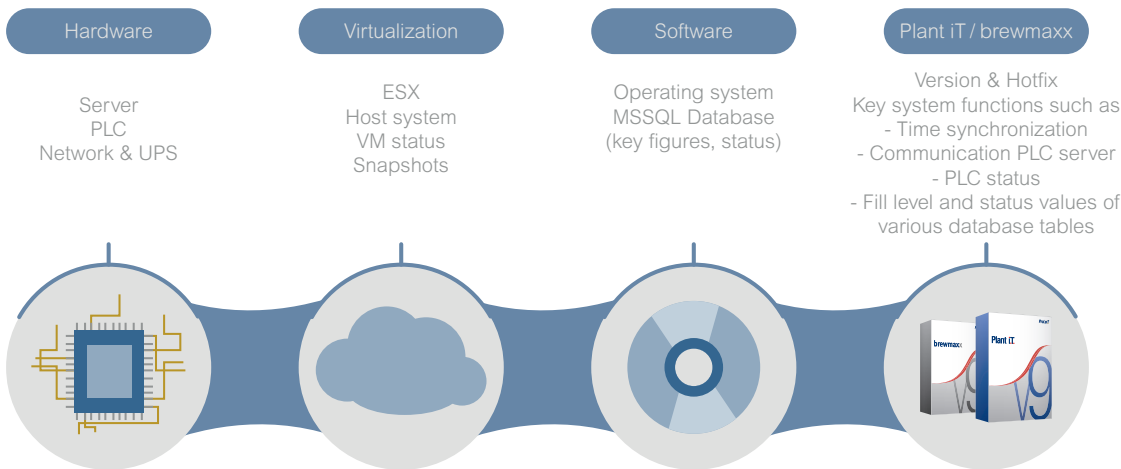 Hardware
Server
PLC
Network & UPS
Virtualization
ESX
Host system
VM status
Snapshots
Software
Operating system
MSSQL Database
(key figures, status)
Plant iT / brewmaxx
Version & Hotfix
Key system functions such as
- Time synchronization
- Communication PLC server
- PLC status
- Fill level and status values of
various database tables
brewmaxx
v9
Plant iT
v9